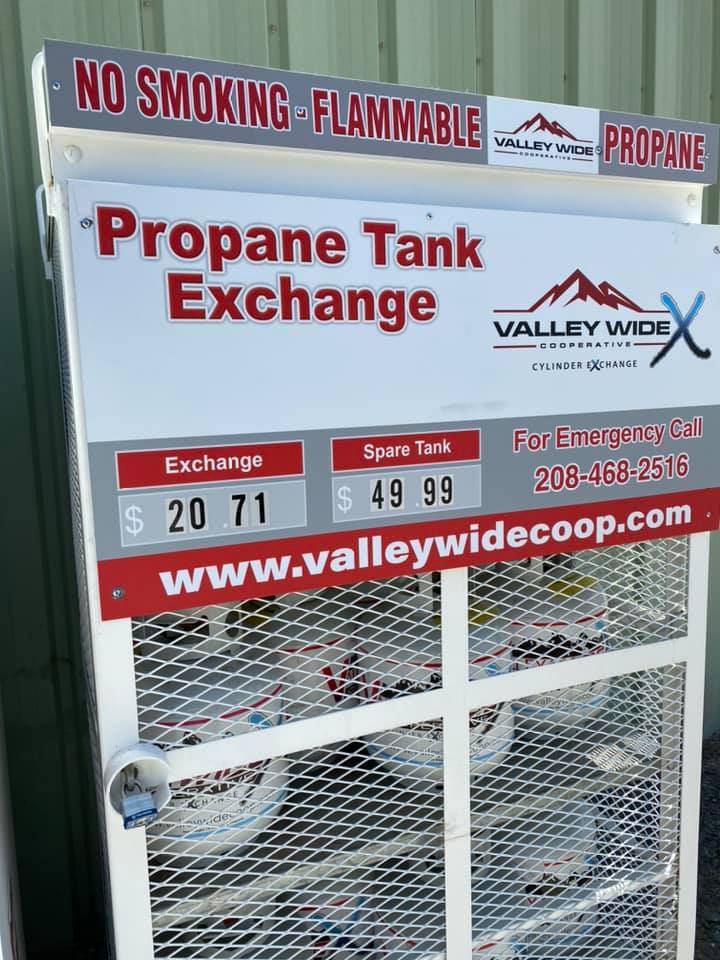 NO SMOKING - FLAMMABLE
VALLEY WIDE
COOPERATIVE
PROPANE
Propane Tank
Exchange
VALLEY WIDE X
COOPERATIVE
CYLINDER EXCHANGE
Exchange
$ 20.71
Spare Tank
$ 49.99
For Emergency Call
208-468-2516
www.valleywidecoop.com